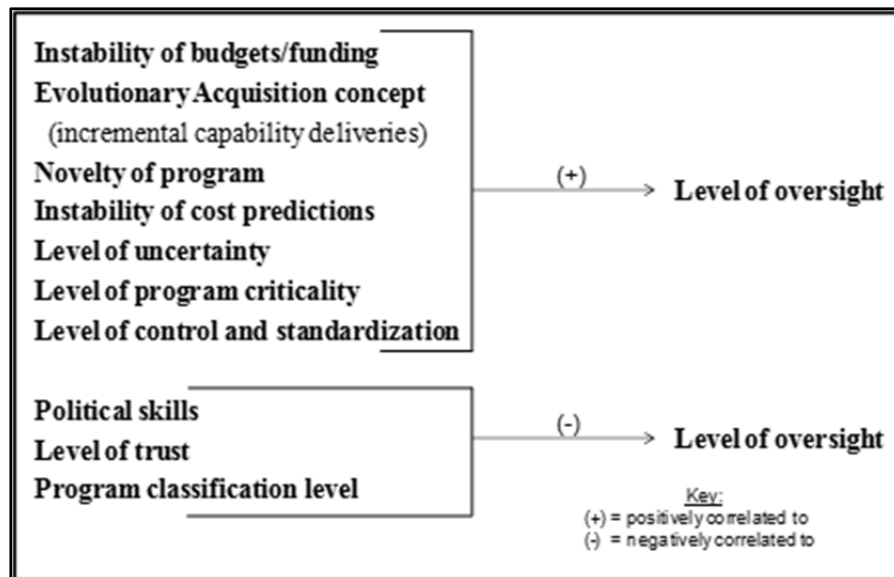 Instability of budgets/funding
Evolutionary Acquisition concept
(incremental capability deliveries)
Novelty of program
Instability of cost predictions
Level of uncertainty
Level of program criticality
Level of control and standardization
(+)
Level of oversight
Political skills
Level of trust
Program classification level
(-)
Level of oversight
Key:
(+) = positively correlated to
(-) = negatively correlated to